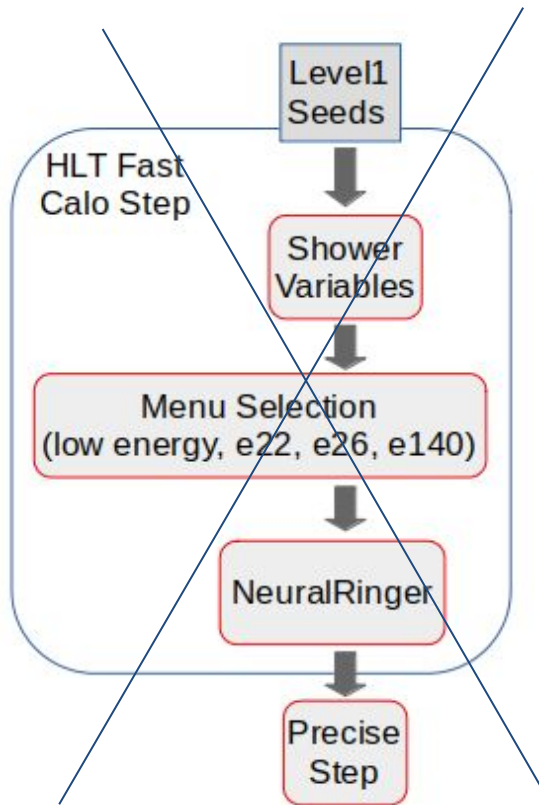 Level1
Seeds
HLT Fast
Calo Step
Shower
Variables
Menu Selection
(low energy, e22, e26, e140)
NeuralRinger
Precise
Step